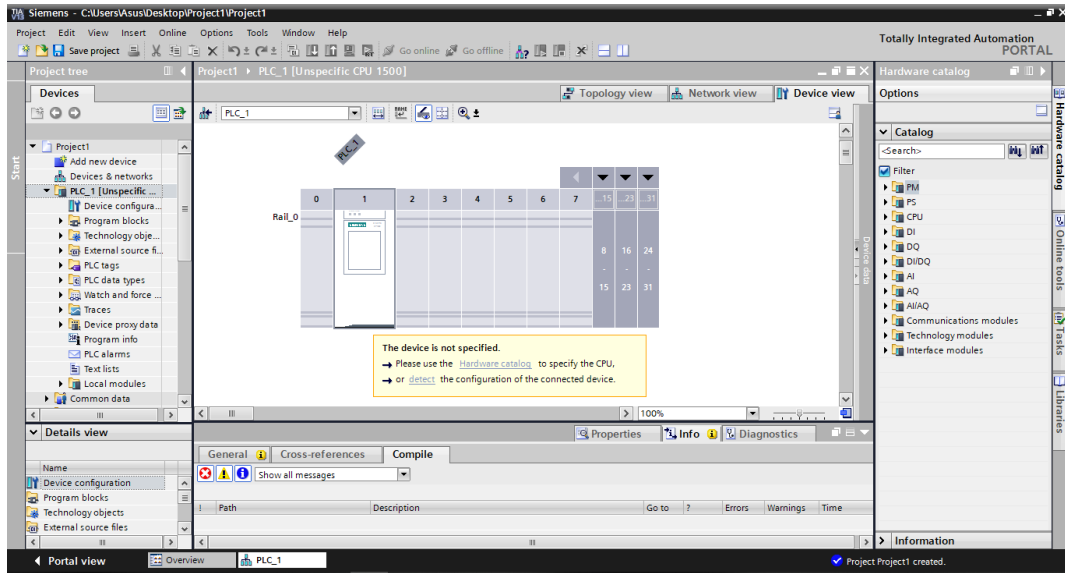 Siemens - C:\Users\Asus\Desktop\Project1\Project1
Project Edit View Insert Online Options Tools Window Help
Save project Go online Go offline
Totally Integrated Automation
PORTAL
Project tree
Project1 PLC_1 [Unspecific CPU 1500]
Hardware catalog
Devices
Topology view Network view Device view
Options
PLC_1
Start
Project1
Add new device
Devices & networks
PLC_1 [Unspecific ...
Device configura...
Program blocks
Technology obje...
External source fi...
PLC tags
PLC data types
Watch and force ...
Traces
Device proxy data
Program info
PLC alarms
Text lists
Local modules
Common data
PLC_1
0 1 2 3 4 5 6 7 ...15 ...23 ...31
Rail_0
8 16 24
- - -
15 23 31
The device is not specified.
Please use the Hardware catalog to specify the CPU,
or detect the configuration of the connected device.
Device data
100%
Catalog
<Search>
Filter
PM
PS
CPU
DI
DQ
DI/DQ
AI
AQ
AI/AQ
Communications modules
Technology modules
Interface modules
Hardware catalog
Online tools
Tasks
Libraries
Details view
Name
Device configuration
Program blocks
Technology objects
External source files
Properties Info Diagnostics
General Cross-references Compile
Show all messages
! Path Description Go to ? Errors Warnings Time
Information
Portal view Overview PLC_1
Project Project1 created.